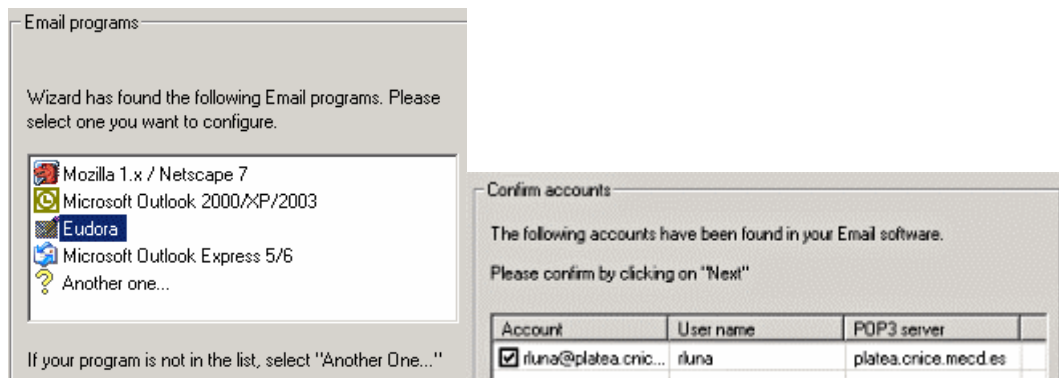 Email programs
Wizard has found the following Email programs. Please
select one you want to configure.
Mozilla 1.x / Netscape 7
Microsoft Outlook 2000/XP/2003
Eudora
Microsoft Outlook Express 5/6
Another one...
If your program is not in the list, select "Another One..."
Confirm accounts
The following accounts have been found in your Email software.
Please confirm by clicking on "Next"
Account User name POP3 server
rluna@platea.cnic... rluna platea.cnice.mecd.es